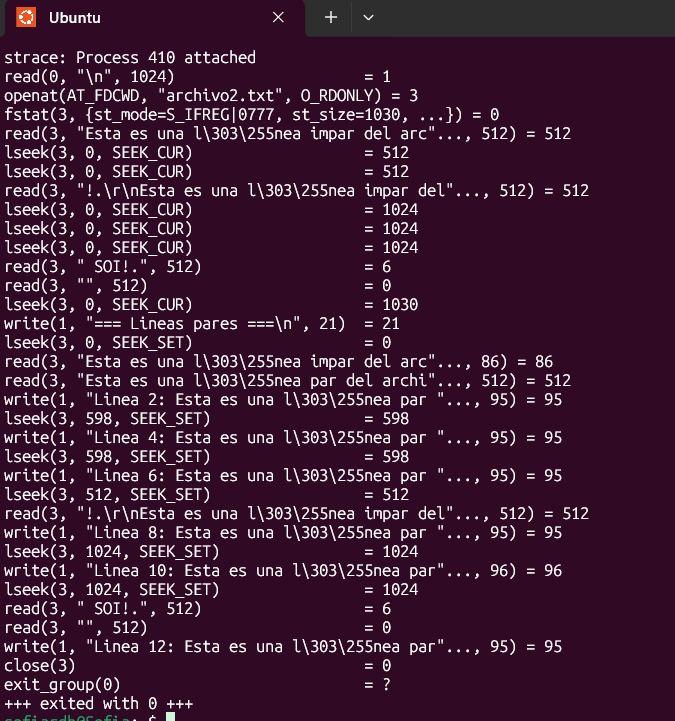 Ubuntu
strace: Process 410 attached
read(0, "\n", 1024)                     = 1
openat(AT_FDCWD, "archivo2.txt", O_RDONLY) = 3
fstat(3, {st_mode=S_IFREG|0777, st_size=1030, ...}) = 0
read(3, "Esta es una l\303\255nea impar del arc"..., 512) = 512
lseek(3, 0, SEEK_CUR)                   = 512
lseek(3, 0, SEEK_CUR)                   = 512
read(3, "!.\r\nEsta es una l\303\255nea impar del"..., 512) = 512
lseek(3, 0, SEEK_CUR)                   = 1024
lseek(3, 0, SEEK_CUR)                   = 1024
lseek(3, 0, SEEK_CUR)                   = 1024
read(3, " SOI!.", 512)                  = 6
read(3, "", 512)                        = 0
lseek(3, 0, SEEK_CUR)                   = 1030
write(1, "=== Lineas pares ===\n", 21)  = 21
lseek(3, 0, SEEK_SET)                   = 0
read(3, "Esta es una l\303\255nea impar del arc"..., 86) = 86
read(3, "Esta es una l\303\255nea par del archi"..., 512) = 512
write(1, "Linea 2: Esta es una l\303\255nea par "..., 95) = 95
lseek(3, 598, SEEK_SET)                 = 598
write(1, "Linea 4: Esta es una l\303\255nea par "..., 95) = 95
lseek(3, 598, SEEK_SET)                 = 598
write(1, "Linea 6: Esta es una l\303\255nea par "..., 95) = 95
lseek(3, 512, SEEK_SET)                 = 512
read(3, "!.\r\nEsta es una l\303\255nea impar del"..., 512) = 512
write(1, "Linea 8: Esta es una l\303\255nea par "..., 95) = 95
lseek(3, 1024, SEEK_SET)                = 1024
write(1, "Linea 10: Esta es una l\303\255nea par"..., 96) = 96
lseek(3, 1024, SEEK_SET)                = 1024
read(3, " SOI!.", 512)                  = 6
read(3, "", 512)                        = 0
write(1, "Linea 12: Esta es una l\303\255nea par"..., 95) = 95
close(3)                                = 0
exit_group(0)                           = ?
+++ exited with 0 +++